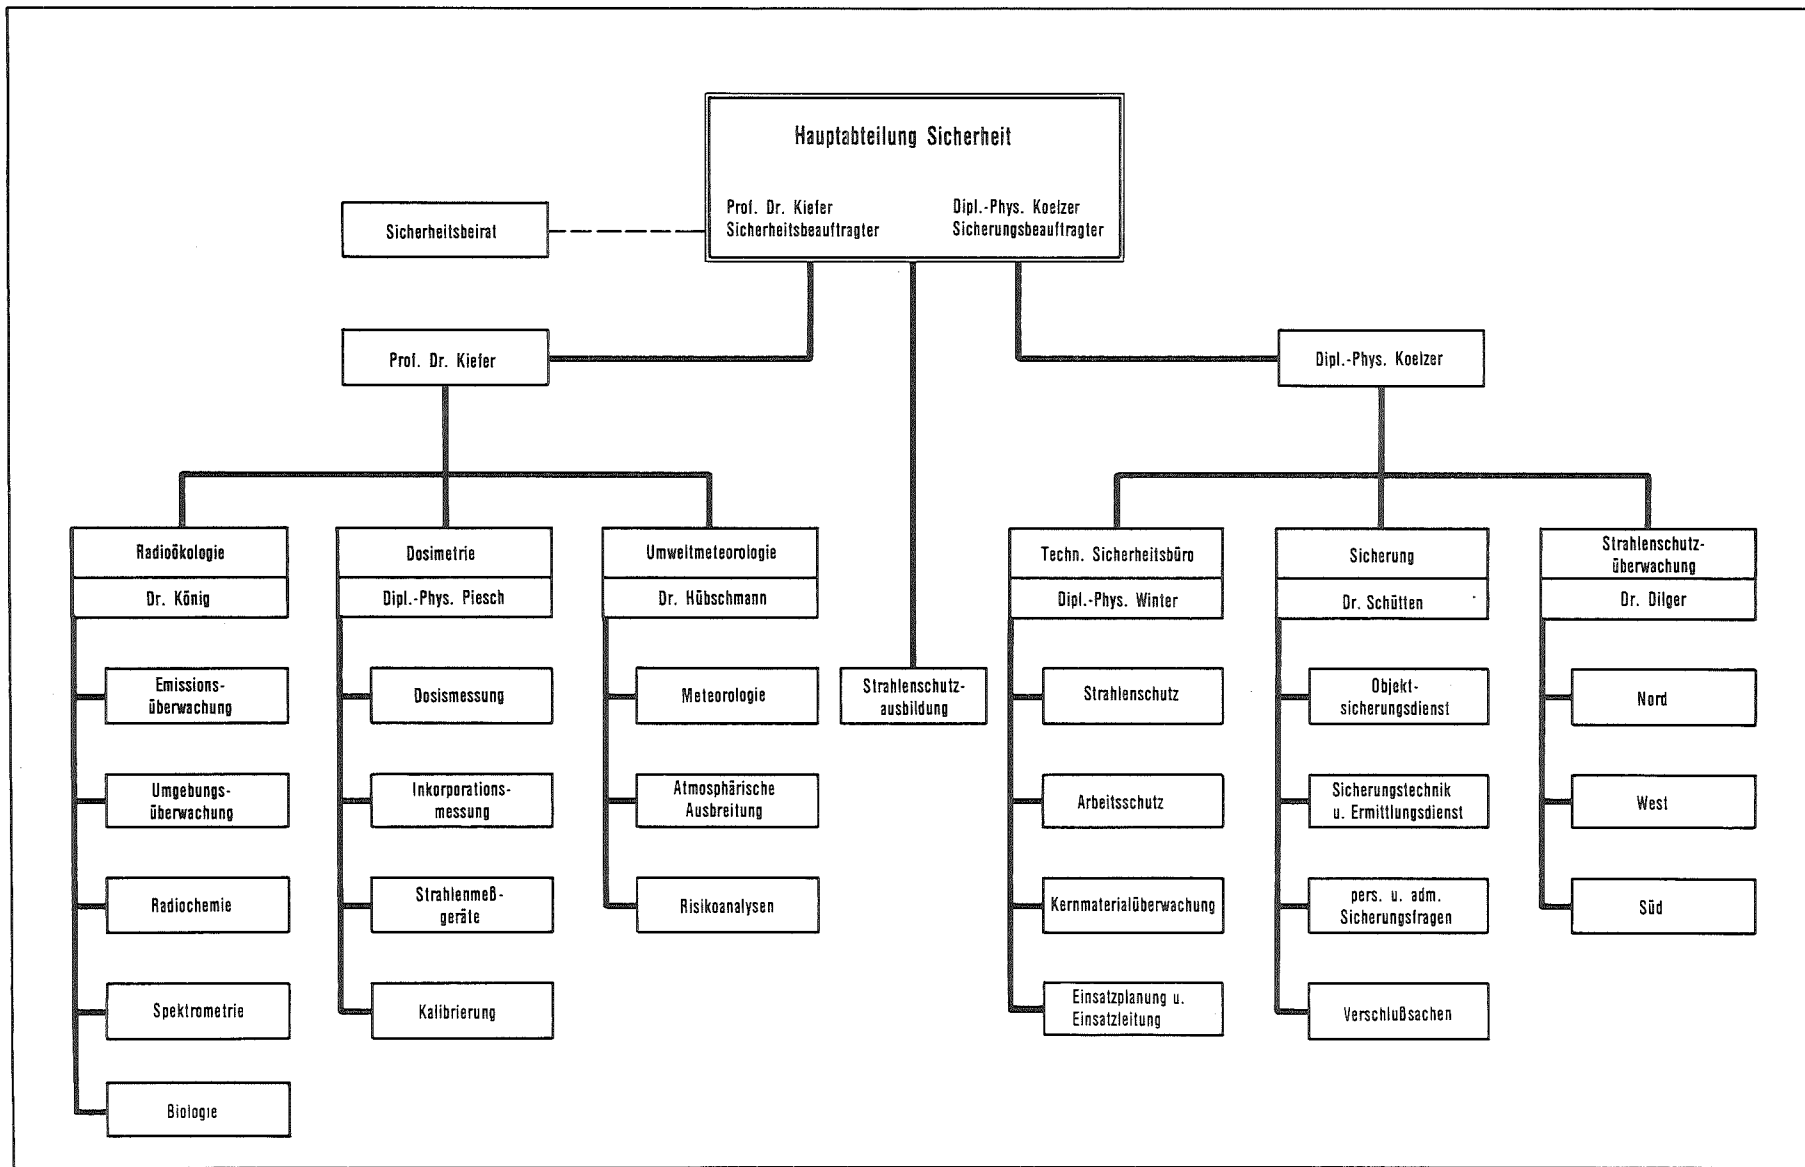 Hauptabteilung Sicherheit
Prof. Dr. Kiefer
Sicherheitsbeauftragter
Dipl.-Phys. Koelzer
Sicherungsbeauftragter
Sicherheitsbeirat
Prof. Dr. Kiefer
Dipl.-Phys. Koelzer
Radioökologie
Dr. König
Emissions-
überwachung
Umgebungs-
überwachung
Radiochemie
Spektrometrie
Biologie
Dosimetrie
Dipl.-Phys. Piesch
Dosismessung
Inkorporations-
messung
Strahlenmeß-
geräte
Kalibrierung
Umweltmeteorologie
Dr. Hübschmann
Meteorologie
Atmosphärische
Ausbreitung
Risikoanalysen
Strahlenschutz-
ausbildung
Techn. Sicherheitsbüro
Dipl.-Phys. Winter
Strahlenschutz
Arbeitsschutz
Kernmaterialüberwachung
Einsatzplanung u.
Einsatzleitung
Sicherung
Dr. Schütten
Objekt-
sicherungsdienst
Sicherungstechnik
u. Ermittlungsdienst
pers. u. adm.
Sicherungsfragen
Verschlußsachen
Strahlenschutz-
überwachung
Dr. Dilger
Nord
West
Süd